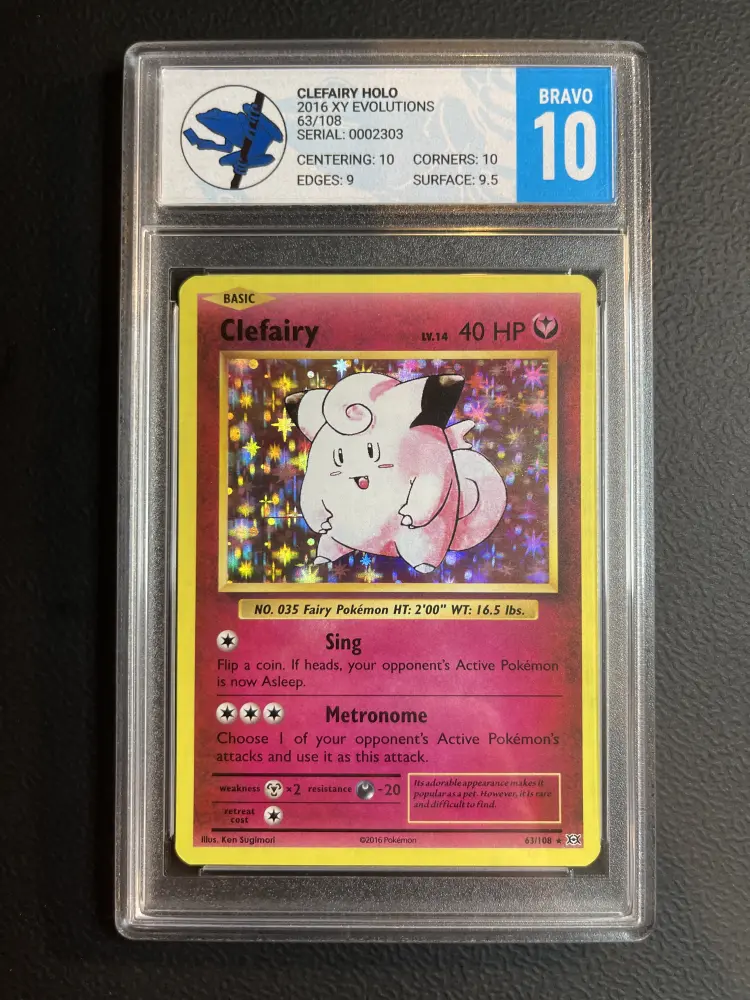 CLEFAIRY HOLO
2016 XY EVOLUTIONS
63/108
SERIAL: 0002303
CENTERING: 10 CORNERS: 10
EDGES: 9 SURFACE: 9.5
BRAVO
10
BASIC
Clefairy LV.14 40 HP
NO. 035 Fairy Pokémon HT: 2'00" WT: 16.5 lbs.
Sing
Flip a coin. If heads, your opponent's Active Pokémon
is now Asleep.
Metronome
Choose 1 of your opponent's Active Pokémon's
attacks and use it as this attack.
weakness ×2 resistance -20
retreat
cost
Its adorable appearance makes it
popular as a pet. However, it is rare
and difficult to find.
Illus. Ken Sugimori ©2016 Pokémon 63/108 ★